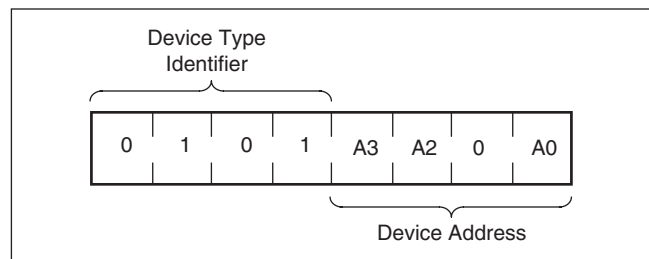 Device Type
Identifier
0 1 0 1 A3 A2 0 A0
Device Address